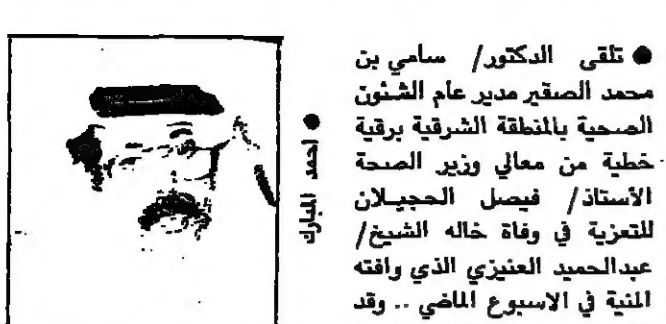 ● تلقى الدكتور/ سامي بن
محمد الصقير مدير عام الشئون
الصحية بالمنطقة الشرقية برقية
خطية من معالي وزير الصحة
الأستاذ/ فيصل الحجيلان
للتعزية في وفاة خاله الشيخ/
عبدالحميد العنيزي الذي وافته
المنية في الاسبوع الماضي .. وقد
● احمد المبارك